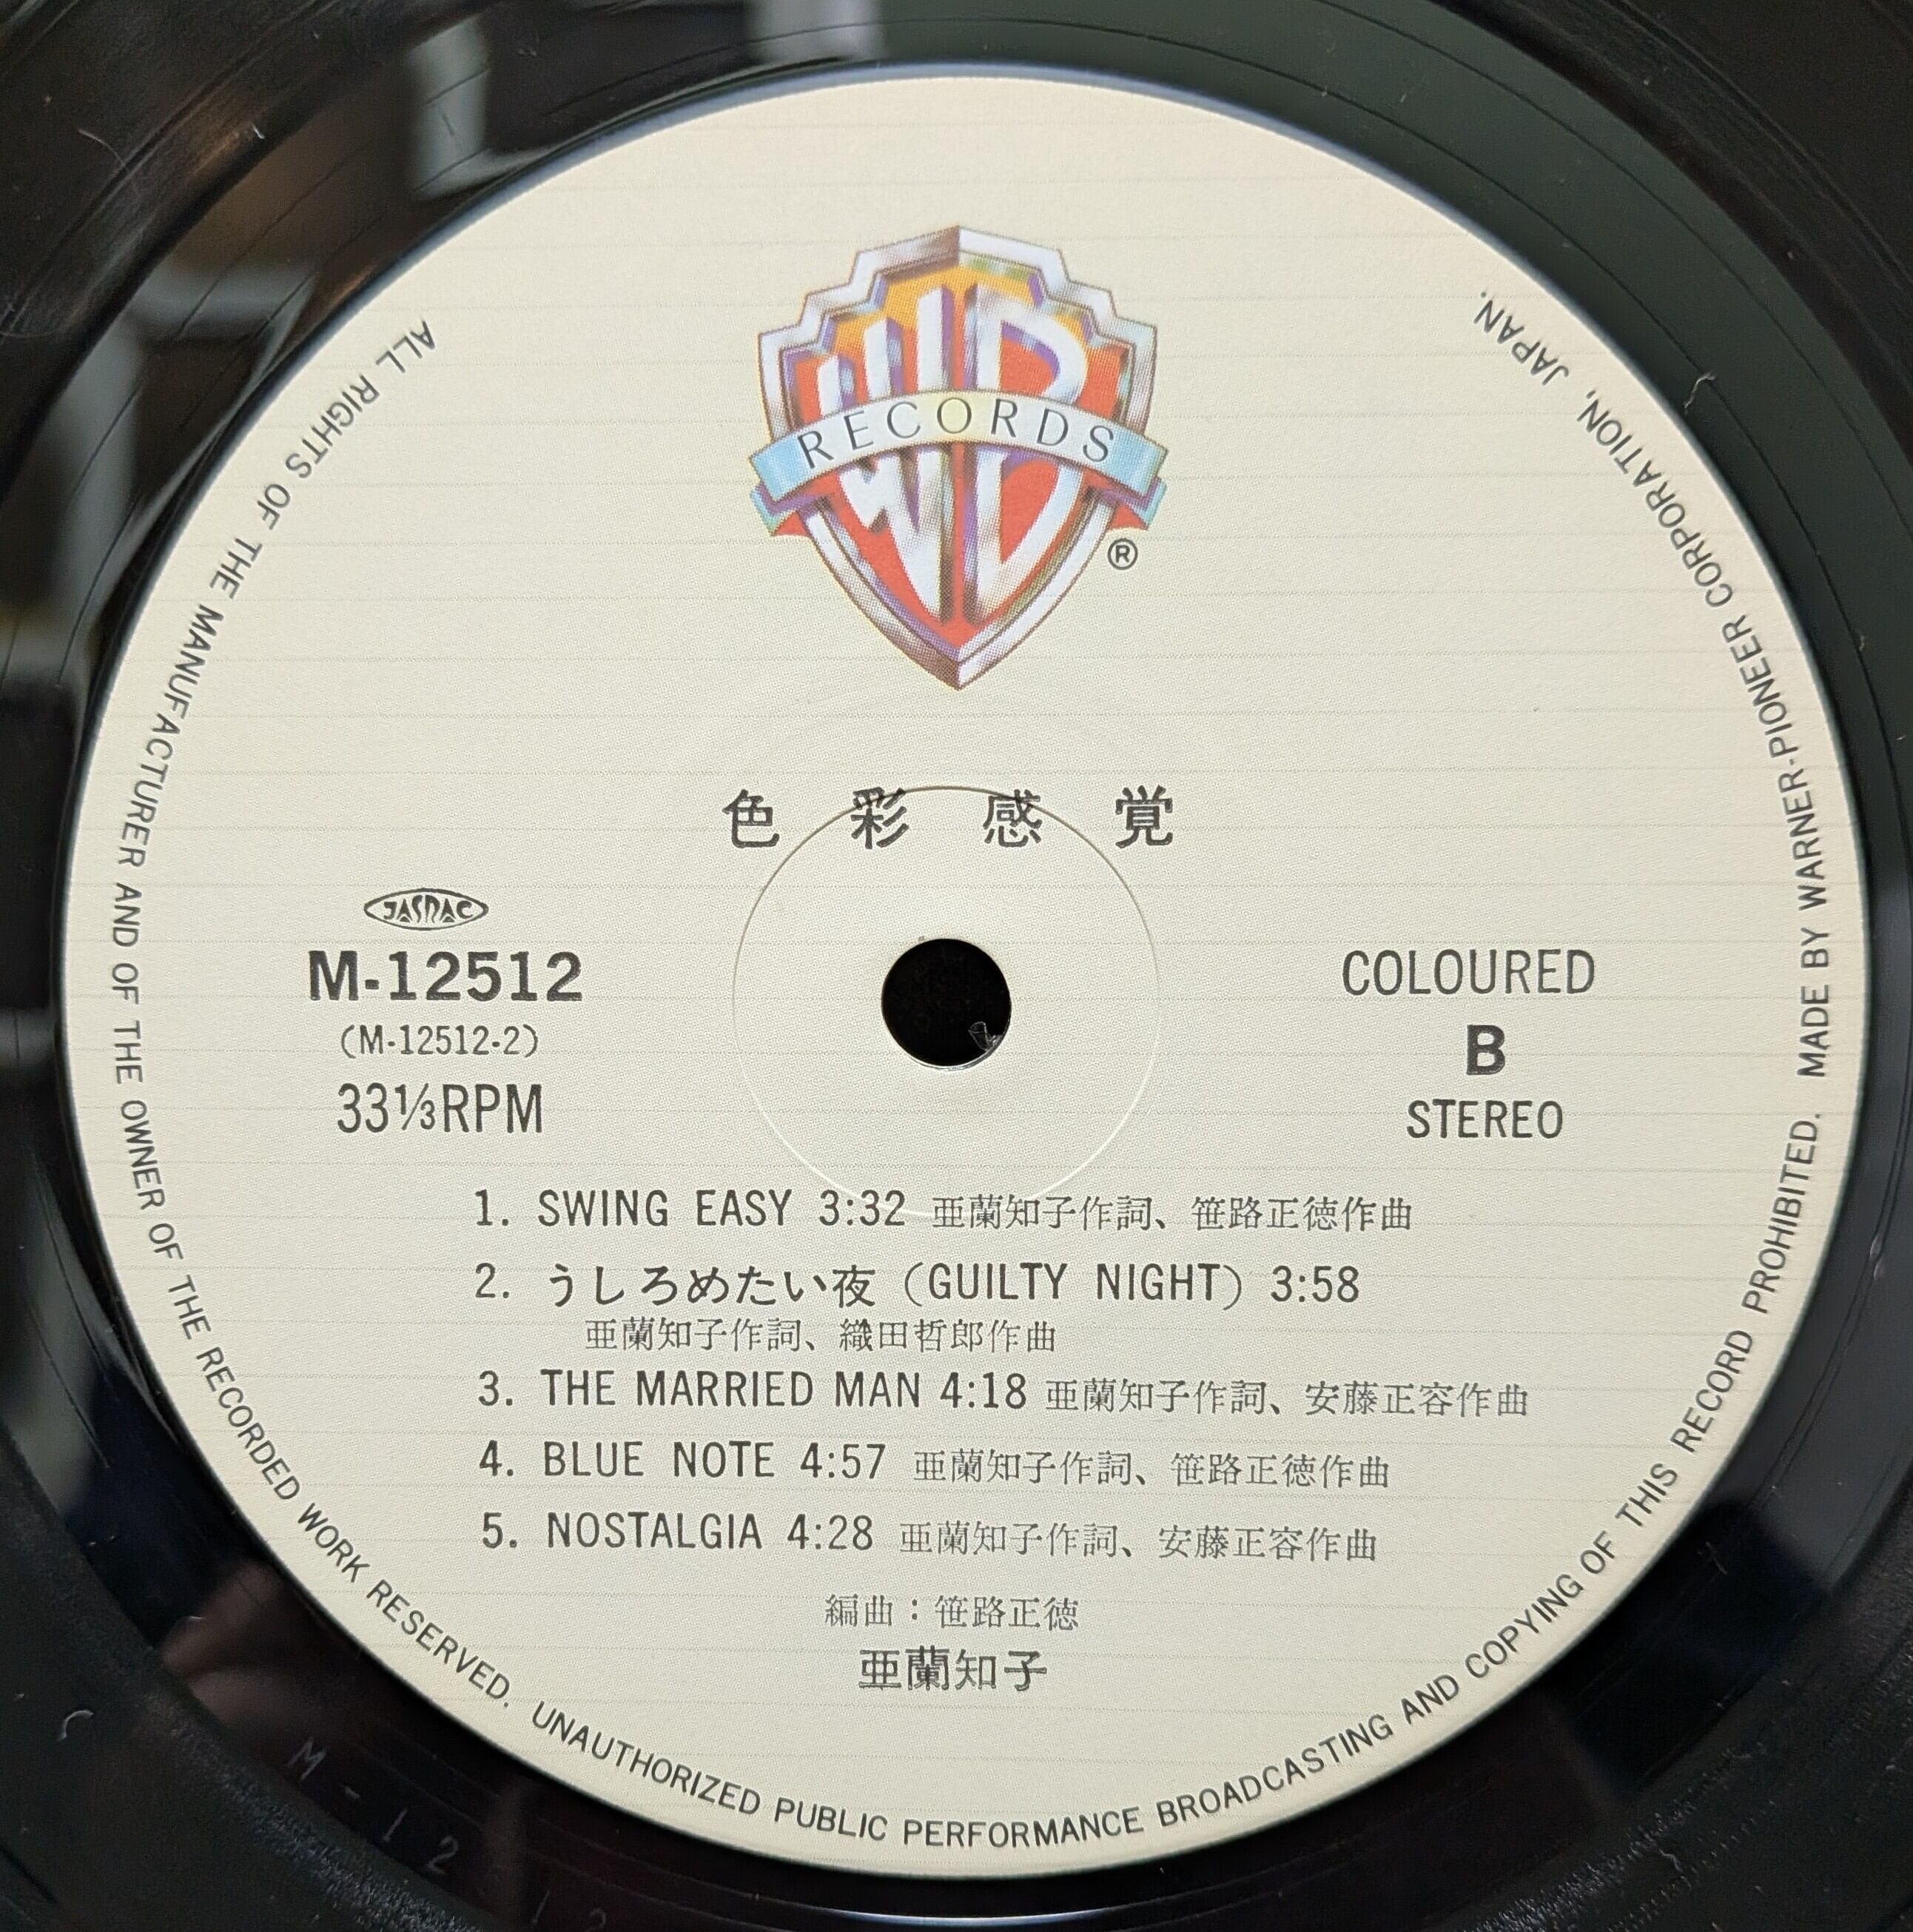 WB
RECORDS
®
色彩感覚
JASRAC
M-12512
(M-12512-2)
33⅓RPM
COLOURED
B
STEREO
1. SWING EASY 3:32 亜蘭知子作詞、笹路正徳作曲
2. うしろめたい夜（GUILTY NIGHT）3:58
亜蘭知子作詞、織田哲郎作曲
3. THE MARRIED MAN 4:18 亜蘭知子作詞、安藤正容作曲
4. BLUE NOTE 4:57 亜蘭知子作詞、笹路正徳作曲
5. NOSTALGIA 4:28 亜蘭知子作詞、安藤正容作曲
編曲：笹路正徳
亜蘭知子
ALL RIGHTS OF THE MANUFACTURER AND OF THE OWNER OF THE RECORDED WORK RESERVED. UNAUTHORIZED PUBLIC PERFORMANCE BROADCASTING AND COPYING OF THIS RECORD PROHIBITED. MADE BY WARNER-PIONEER CORPORATION, JAPAN.
M-12512